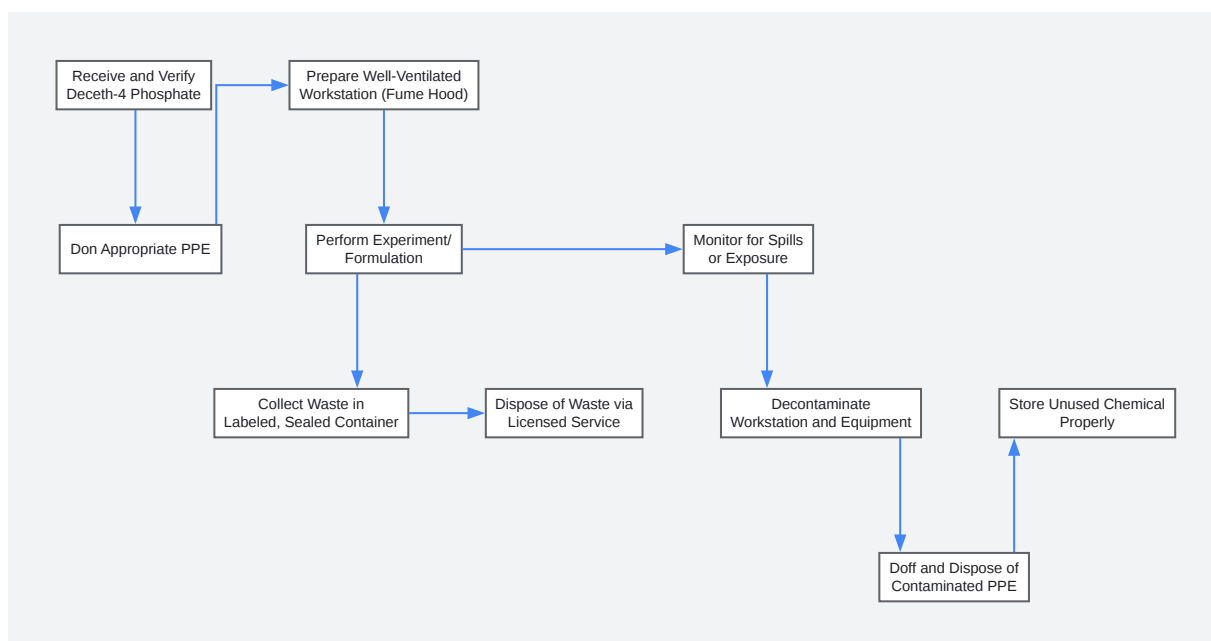 Receive and Verify
Deceth-4 Phosphate
Prepare Well-Ventilated
Workstation (Fume Hood)
Don Appropriate PPE
Perform Experiment/
Formulation
Monitor for Spills
or Exposure
Collect Waste in
Labeled, Sealed Container
Dispose of Waste via
Licensed Service
Decontaminate
Workstation and Equipment
Store Unused Chemical
Properly
Doff and Dispose of
Contaminated PPE